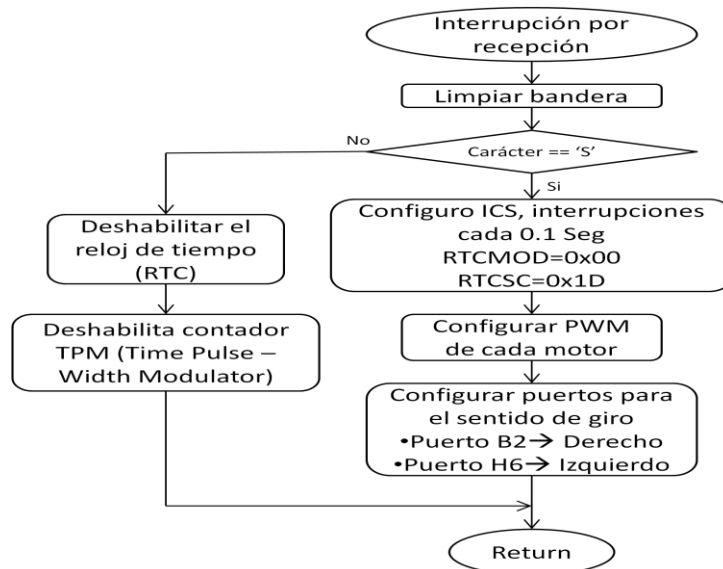 Interrupción por
recepción
Limpiar bandera
No
Carácter == ‘S’
Si
Deshabilitar el
reloj de tiempo
(RTC)
Configuro ICS, interrupciones
cada 0.1 Seg
RTCMOD=0x00
RTCSC=0x1D
Deshabilita contador
TPM (Time Pulse –
Width Modulator)
Configurar PWM
de cada motor
Configurar puertos para
el sentido de giro
•Puerto B2→ Derecho
•Puerto H6→ Izquierdo
Return